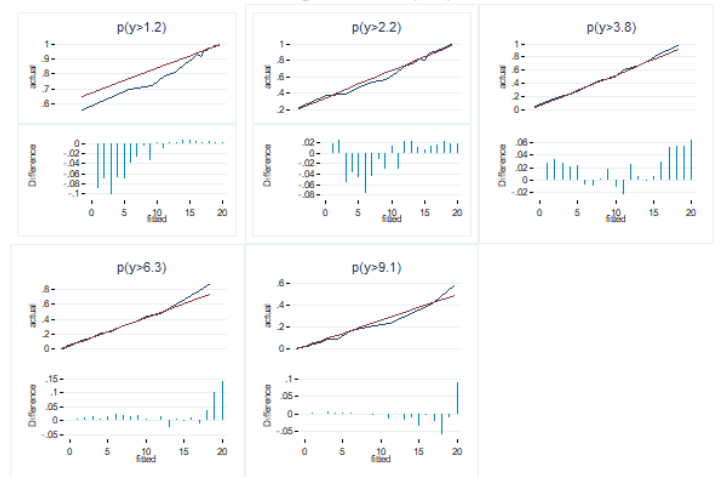 p(y>1.2)
1
.9
.8
.7
.6
actual
0
-.02
-.04
-.06
-.08
-.1
Difference
0 5 10 15 20
fitted
p(y>2.2)
1
.8
.6
.4
.2
actual
.02
0
-.02
-.04
-.06
-.08
Difference
0 5 10 15 20
fitted
p(y>3.8)
1
.8
.6
.4
.2
0
actual
.06
.04
.02
0
-.02
Difference
0 5 10 15 20
fitted
p(y>6.3)
.8
.6
.4
.2
0
actual
.15
.1
.05
0
-.05
Difference
0 5 10 15 20
fitted
p(y>9.1)
.6
.4
.2
0
actual
.1
.05
0
-.05
Difference
0 5 10 15 20
fitted